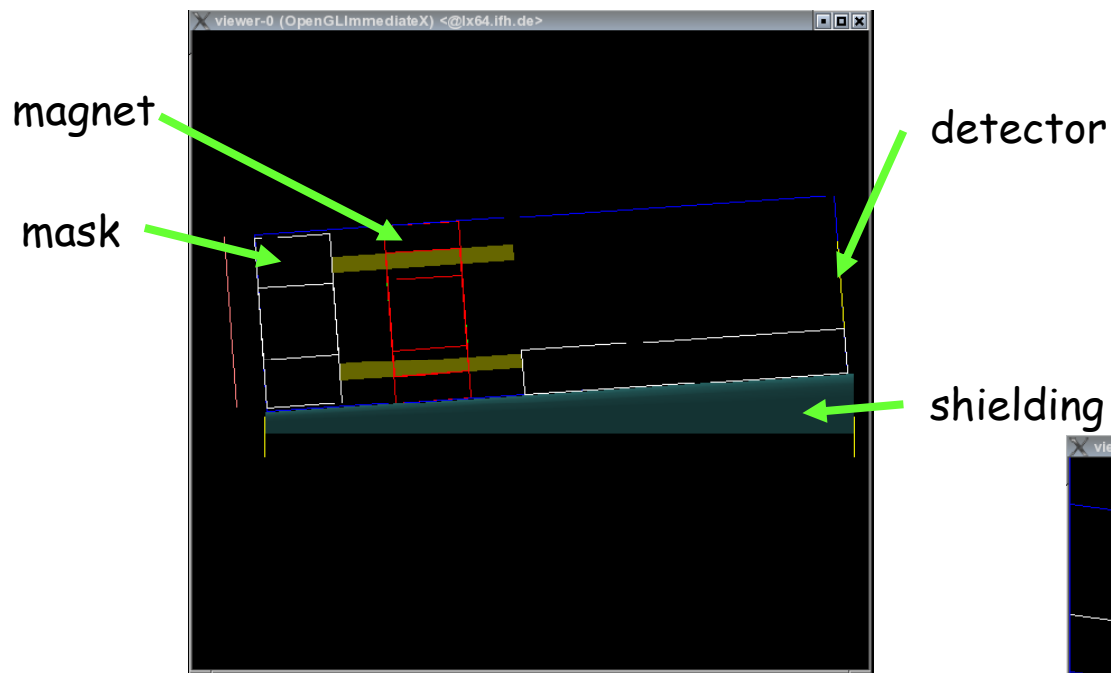 viewer-0 (OpenGLImmediateX) <@lx64.ifh.de>
magnet
detector
mask
shielding